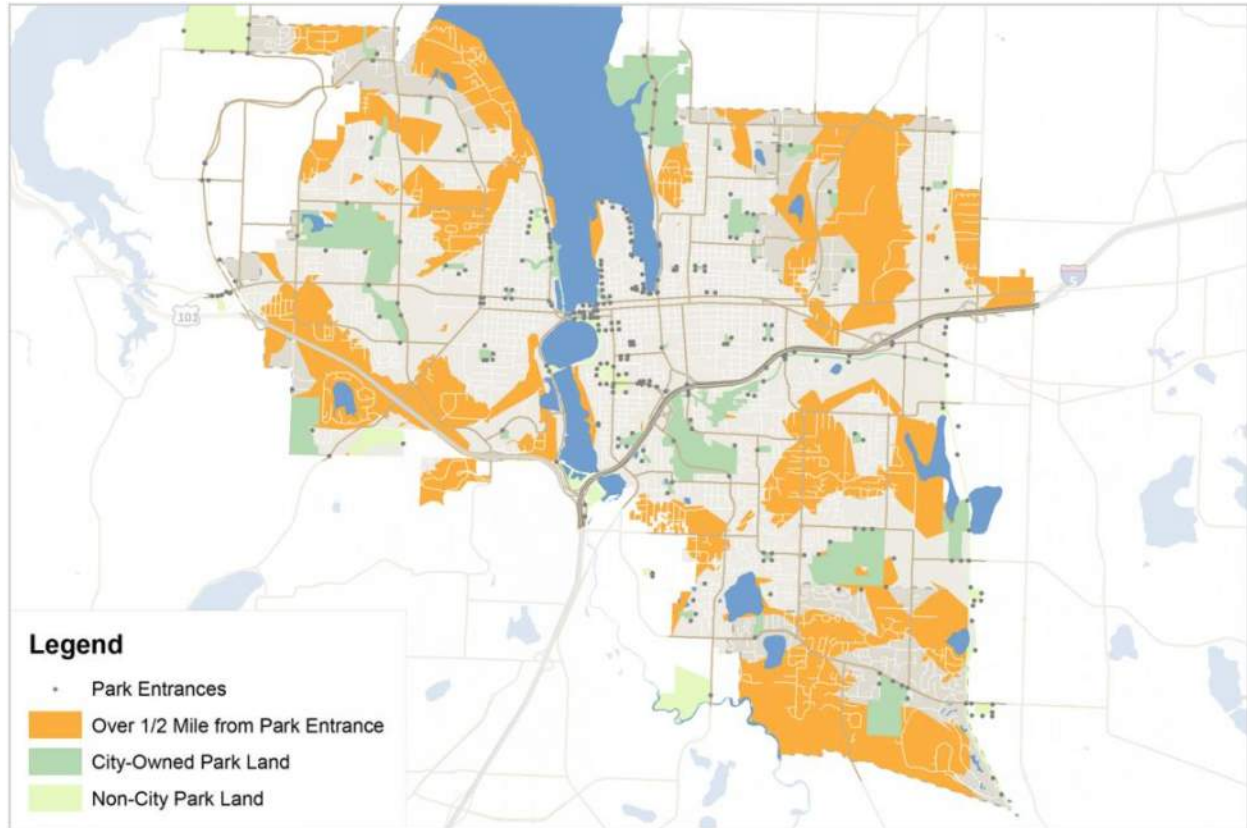 5
102
Legend
Park Entrances
Over 1/2 Mile from Park Entrance
City-Owned Park Land
Non-City Park Land